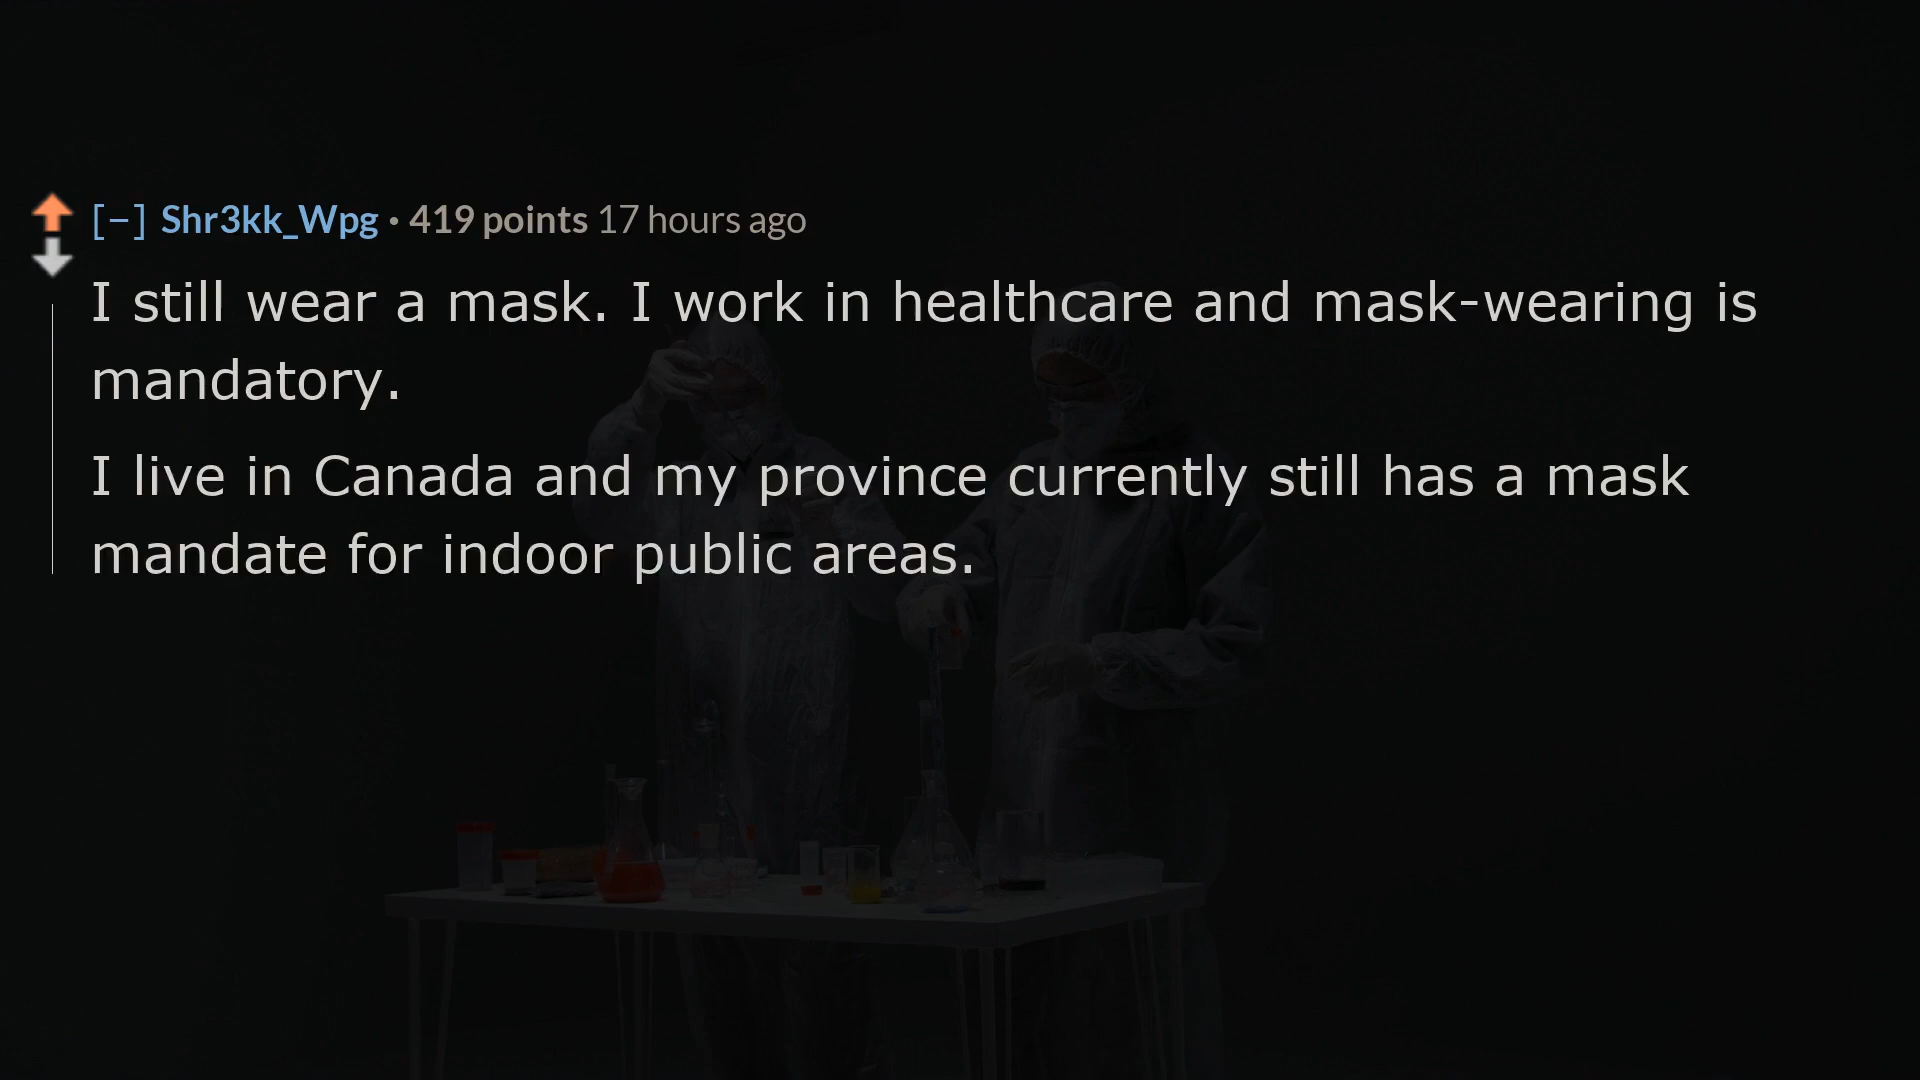 [–] Shr3kk_Wpg · 419 points 17 hours ago
I still wear a mask. I work in healthcare and mask-wearing is
mandatory.
I live in Canada and my province currently still has a mask
mandate for indoor public areas.